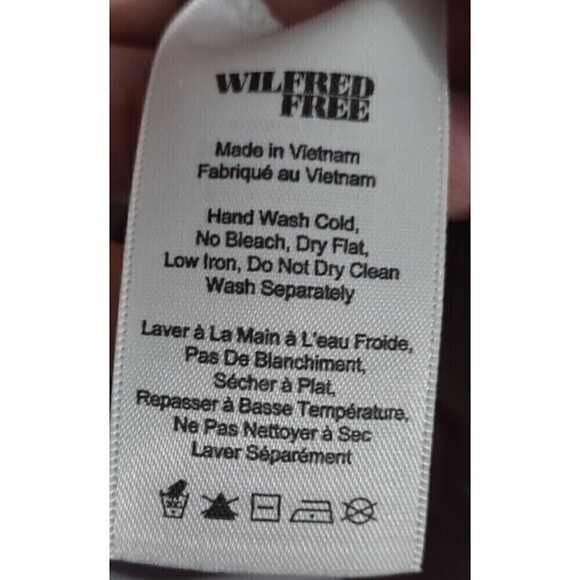 WILFRED
FREE
Made in Vietnam
Fabriqué au Vietnam
Hand Wash Cold,
No Bleach, Dry Flat,
Low Iron, Do Not Dry Clean
Wash Separately
Laver à La Main à L'eau Froide,
Pas De Blanchiment,
Sécher à Plat,
Repasser à Basse Température,
Ne Pas Nettoyer à Sec
Laver Séparément